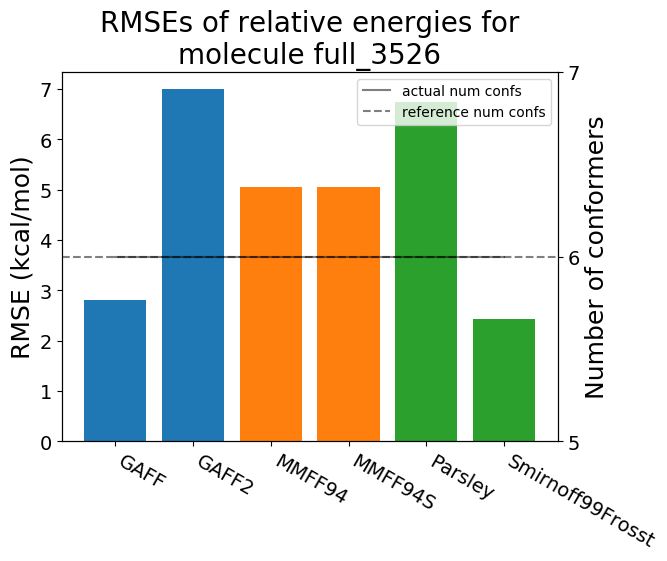 RMSEs of relative energies for
molecule full_3526
actual num confs
reference num confs
RMSE (kcal/mol)
7
6
5
4
3
2
1
0
Number of conformers
7
6
5
GAFF
GAFF2
MMFF94
MMFF94S
Parsley
Smirnoff99Frosst